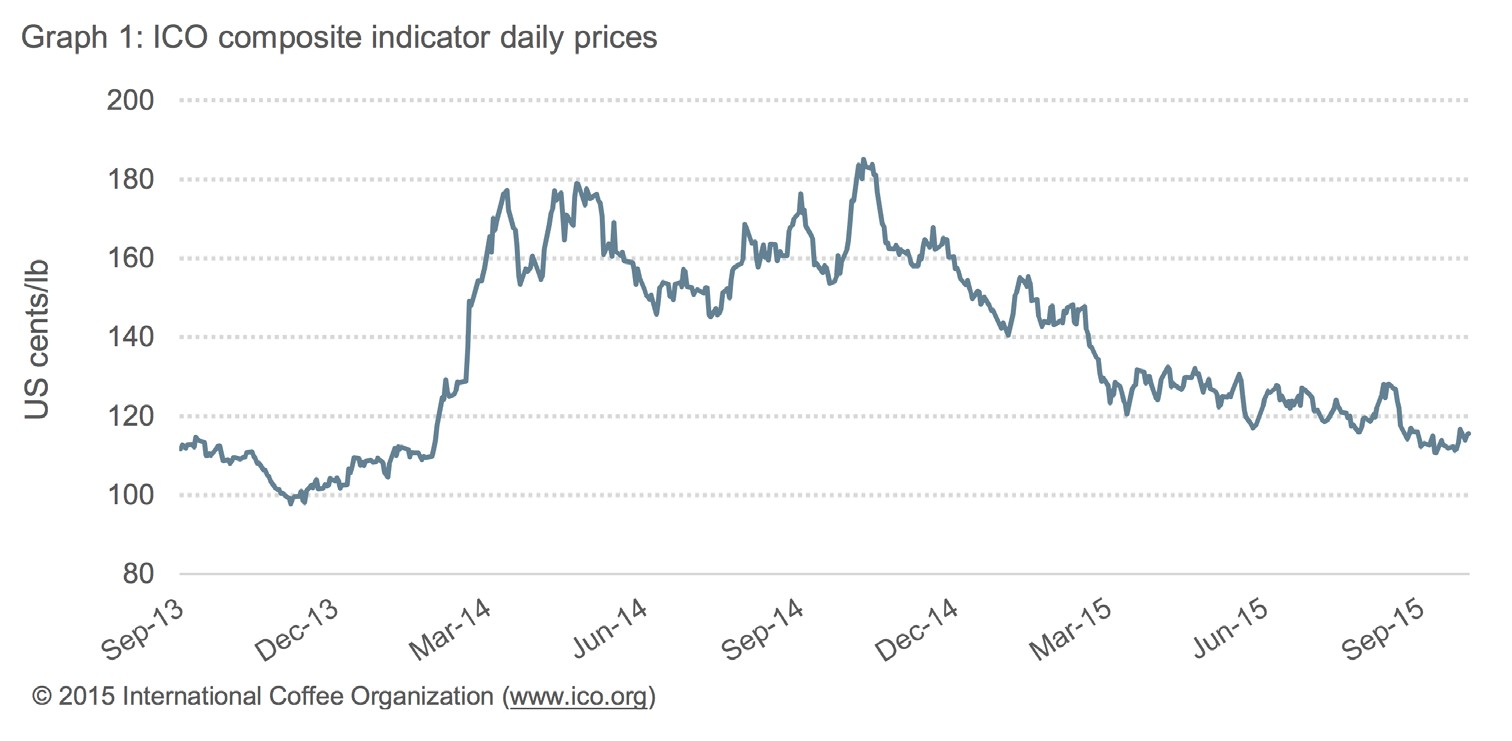 Graph 1: ICO composite indicator daily prices
200
180
160
140
120
100
80
US cents/lb
Sep-13
Dec-13
Mar-14
Jun-14
Sep-14
Dec-14
Mar-15
Jun-15
Sep-15
© 2015 International Coffee Organization (www.ico.org)